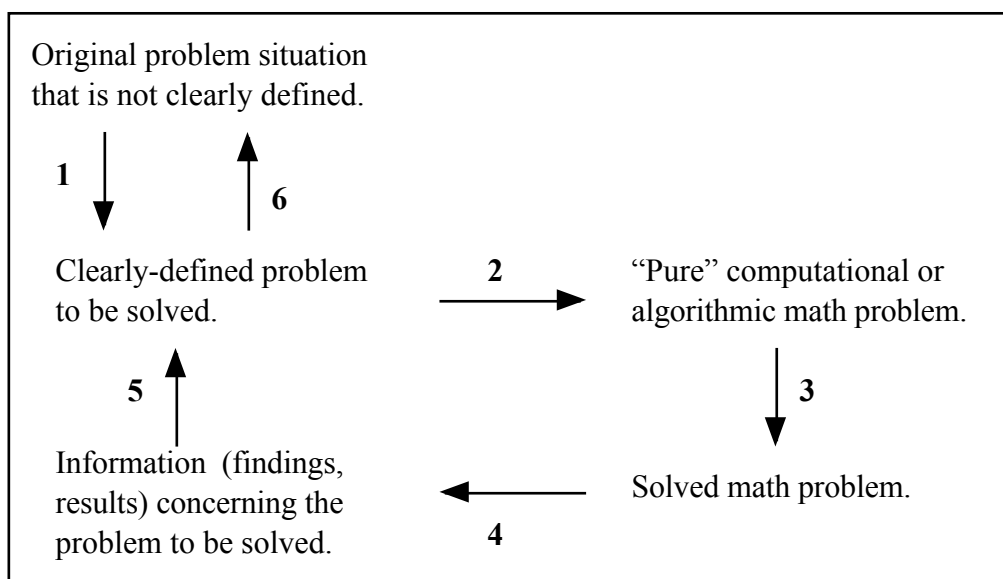 Original problem situation
that is not clearly defined.
1
6
Clearly-defined problem
to be solved.
2
“Pure” computational or
algorithmic math problem.
5
3
Information (findings,
results) concerning the
problem to be solved.
4
Solved math problem.